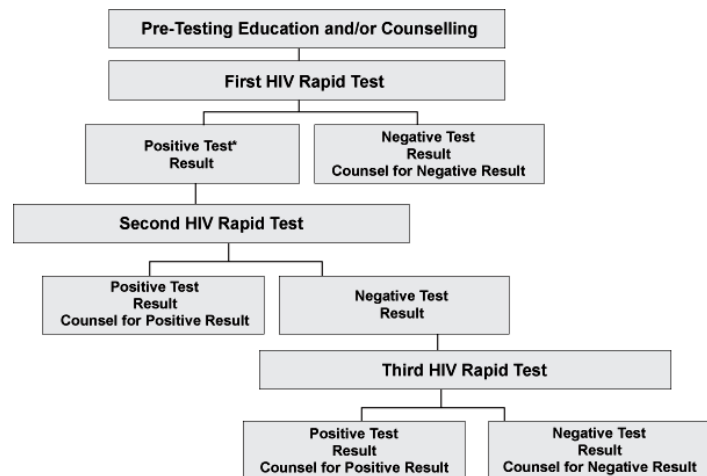 Pre-Testing Education and/or Counselling
First HIV Rapid Test
Positive Test*
Result
Negative Test
Result
Counsel for Negative Result
Second HIV Rapid Test
Positive Test
Result
Counsel for Positive Result
Negative Test
Result
Third HIV Rapid Test
Positive Test
Result
Counsel for Positive Result
Negative Test
Result
Counsel for Negative Result